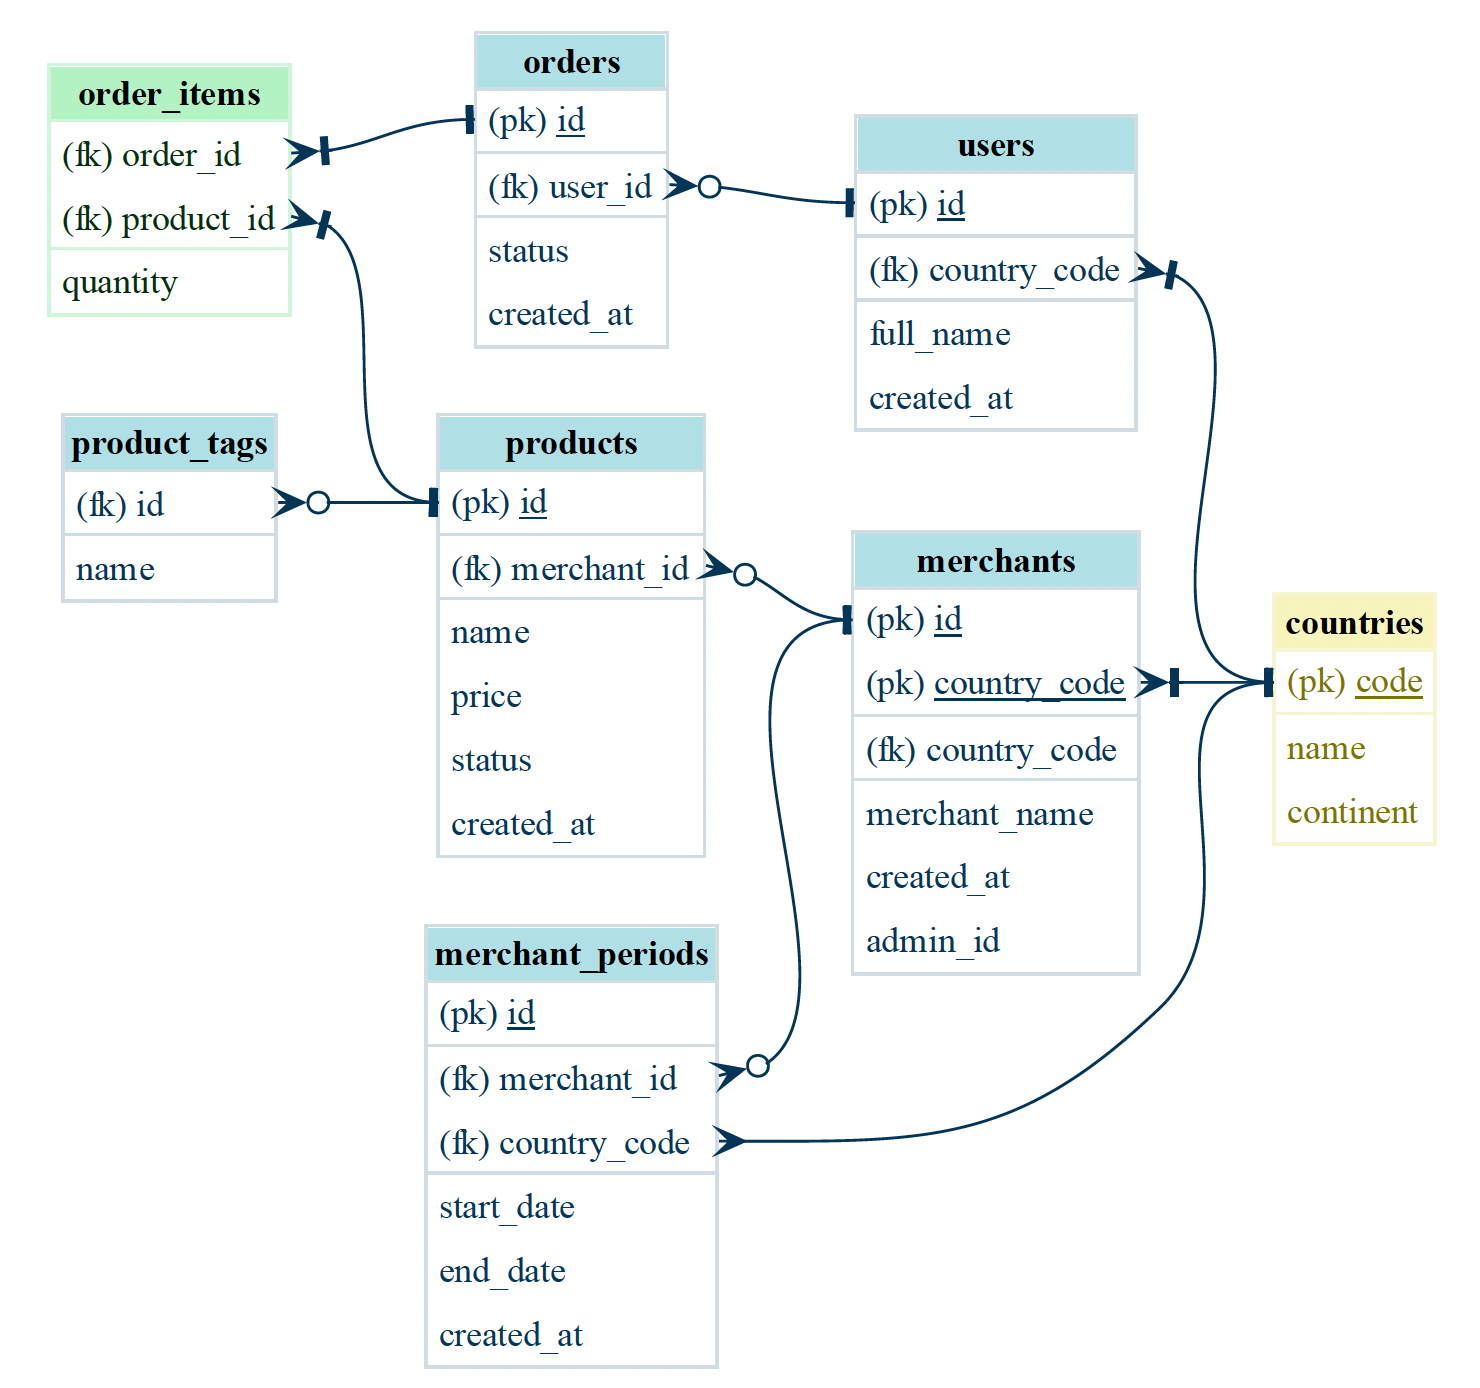 order_items
(fk) order_id
(fk) product_id
quantity
orders
(pk) id
(fk) user_id
status
created_at
users
(pk) id
(fk) country_code
full_name
created_at
product_tags
(fk) id
name
products
(pk) id
(fk) merchant_id
name
price
status
created_at
merchants
(pk) id
(pk) country_code
(fk) country_code
merchant_name
created_at
admin_id
countries
(pk) code
name
continent
merchant_periods
(pk) id
(fk) merchant_id
(fk) country_code
start_date
end_date
created_at